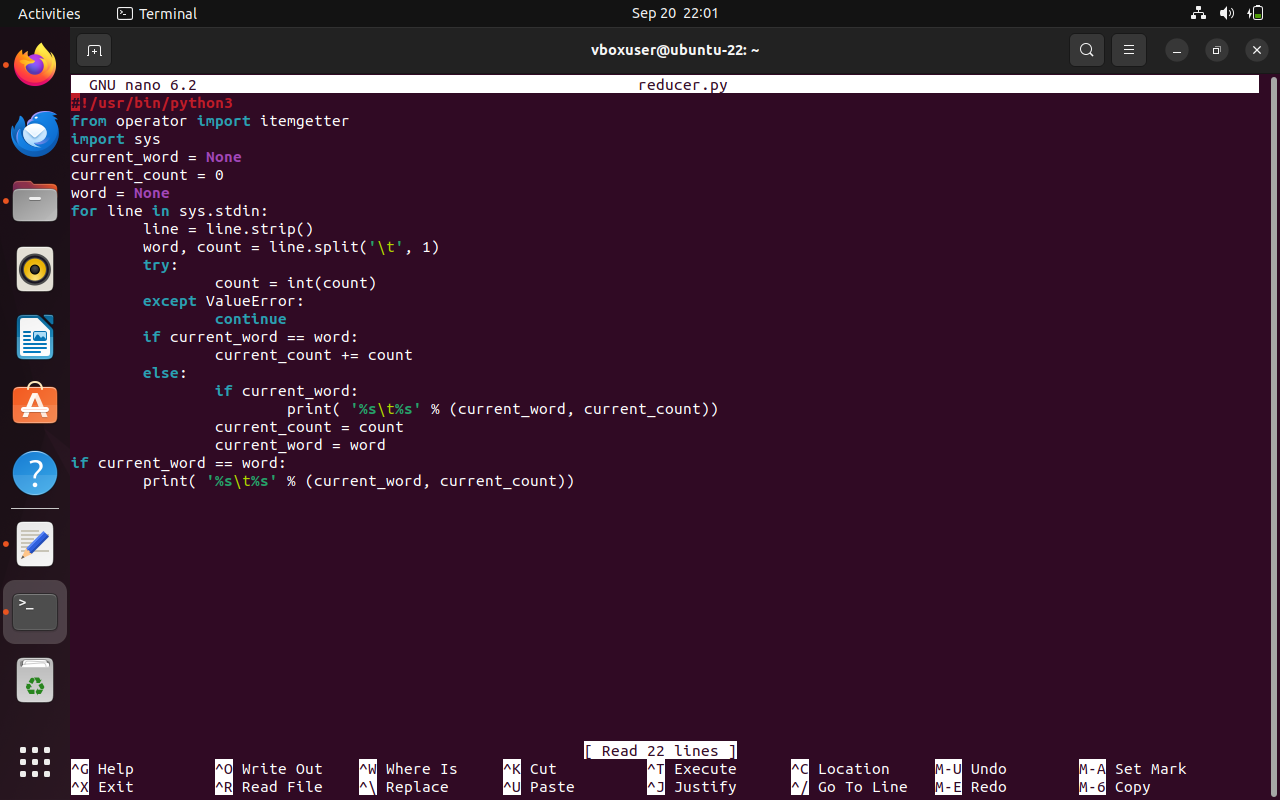 Activities Terminal Sep 20 22:01
vboxuser@ubuntu-22: ~
GNU nano 6.2 reducer.py
#!/usr/bin/python3
from operator import itemgetter
import sys
current_word = None
current_count = 0
word = None
for line in sys.stdin:
        line = line.strip()
        word, count = line.split('\t', 1)
        try:
                count = int(count)
        except ValueError:
                continue
        if current_word == word:
                current_count += count
        else:
                if current_word:
                        print( '%s\t%s' % (current_word, current_count))
                current_count = count
                current_word = word
if current_word == word:
        print( '%s\t%s' % (current_word, current_count))
[ Read 22 lines ]
^G Help ^O Write Out ^W Where Is ^K Cut ^T Execute ^C Location M-U Undo M-A Set Mark
^X Exit ^R Read File ^\ Replace ^U Paste ^J Justify ^/ Go To Line M-E Redo M-6 Copy